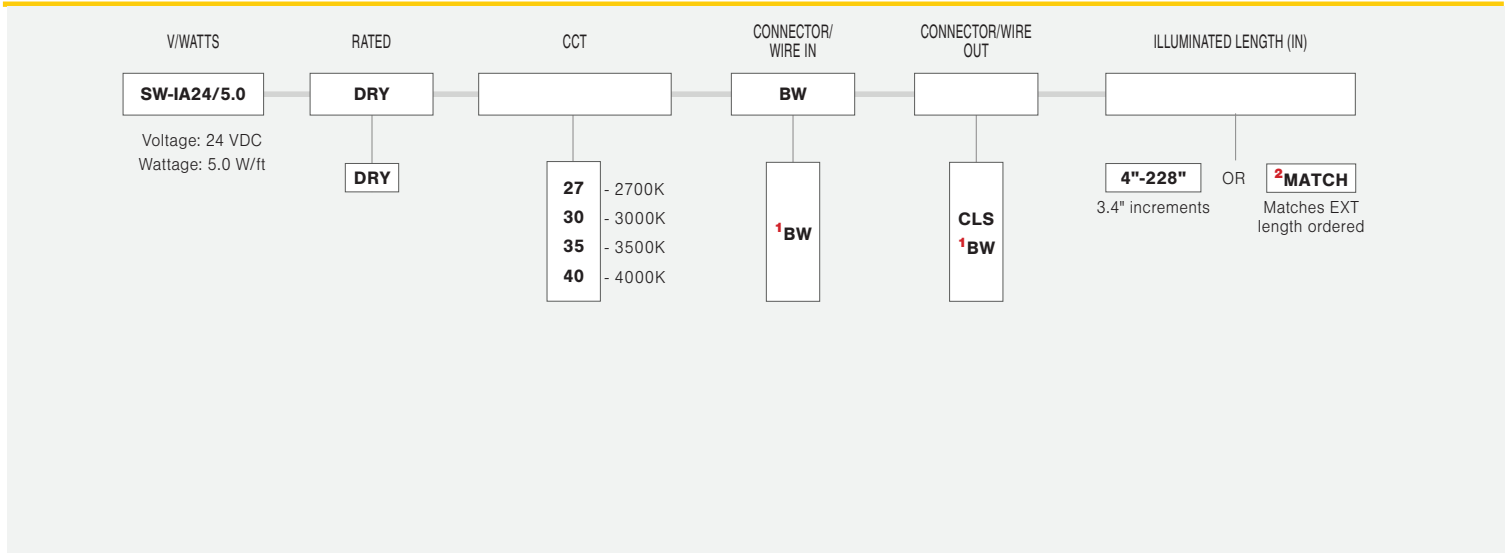 V/WATTS
RATED
CCT
CONNECTOR/
WIRE IN
CONNECTOR/WIRE
OUT
ILLUMINATED LENGTH (IN)
SW-IA24/5.0
DRY
BW
Voltage: 24 VDC
Wattage: 5.0 W/ft
DRY
27 - 2700K
30 - 3000K
35 - 3500K
40 - 4000K
1BW
CLS
1BW
4"-228" OR 2MATCH
3.4" increments
Matches EXT
length ordered